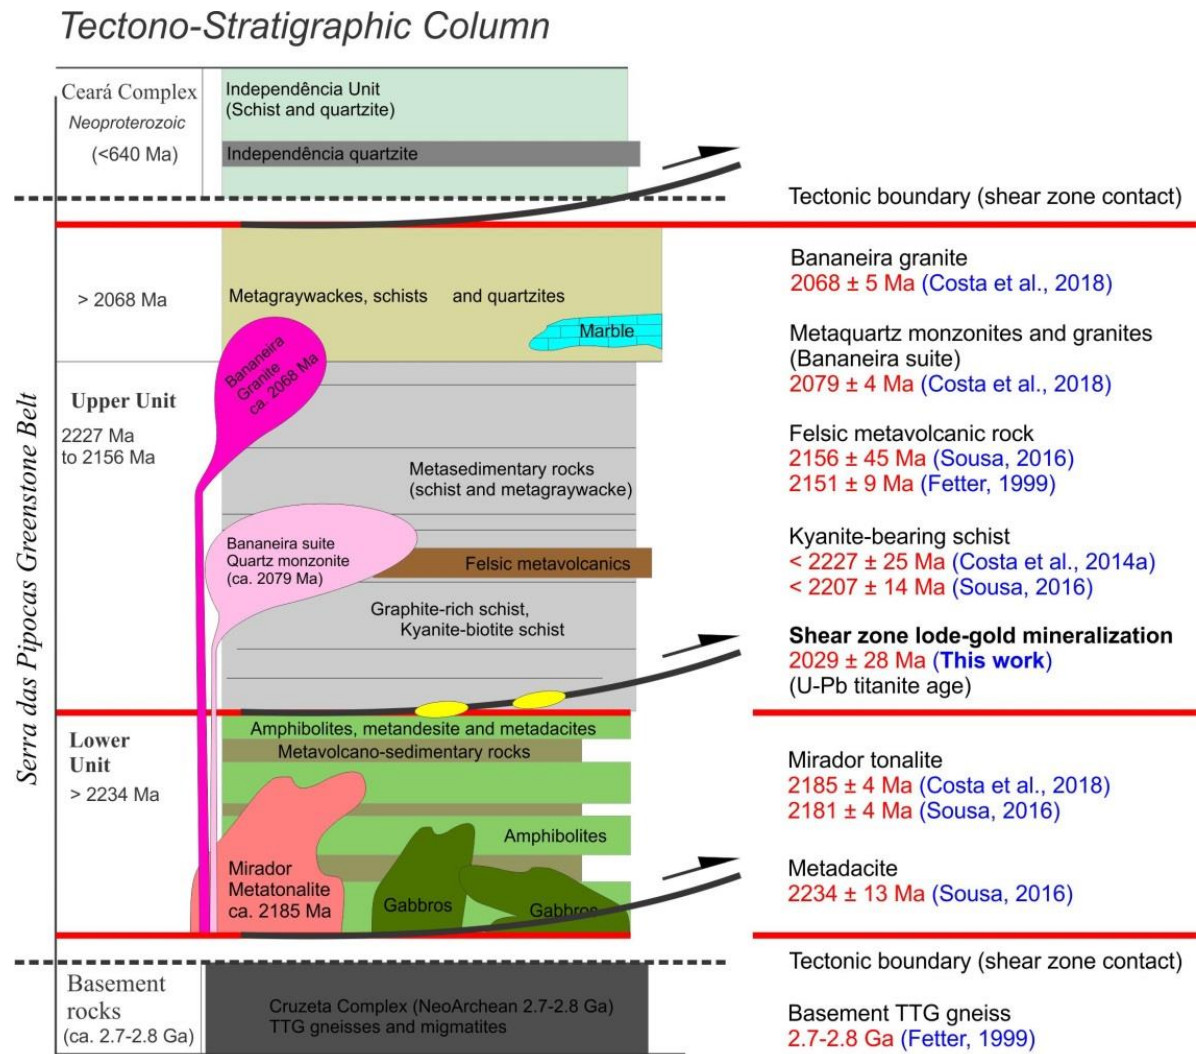 Tectono-Stratigraphic Column
Serra das Pipocas Greenstone Belt
Ceará Complex
Neoproterozoic
(<640 Ma)
Independência Unit
(Schist and quartzite)
Independência quartzite
> 2068 Ma
Metagraywackes, schists and quartzites
Marble
Bananeira
Granite
ca. 2068 Ma
Upper Unit
2227 Ma
to 2156 Ma
Metasedimentary rocks
(schist and metagraywacke)
Bananeira suite
Quartz monzonite
(ca. 2079 Ma)
Felsic metavolcanics
Graphite-rich schist,
Kyanite-biotite schist
Lower
Unit
> 2234 Ma
Amphibolites, metandesite and metadacites
Metavolcano-sedimentary rocks
Amphibolites
Mirador
Metatonalite
ca. 2185 Ma
Gabbros
Gabbros
Basement
rocks
(ca. 2.7-2.8 Ga)
Cruzeta Complex (NeoArchean 2.7-2.8 Ga)
TTG gneisses and migmatites
Tectonic boundary (shear zone contact)
Bananeira granite
2068 ± 5 Ma (Costa et al., 2018)
Metaquartz monzonites and granites
(Bananeira suite)
2079 ± 4 Ma (Costa et al., 2018)
Felsic metavolcanic rock
2156 ± 45 Ma (Sousa, 2016)
2151 ± 9 Ma (Fetter, 1999)
Kyanite-bearing schist
< 2227 ± 25 Ma (Costa et al., 2014a)
< 2207 ± 14 Ma (Sousa, 2016)
Shear zone lode-gold mineralization
2029 ± 28 Ma (This work)
(U-Pb titanite age)
Mirador tonalite
2185 ± 4 Ma (Costa et al., 2018)
2181 ± 4 Ma (Sousa, 2016)
Metadacite
2234 ± 13 Ma (Sousa, 2016)
Tectonic boundary (shear zone contact)
Basement TTG gneiss
2.7-2.8 Ga (Fetter, 1999)